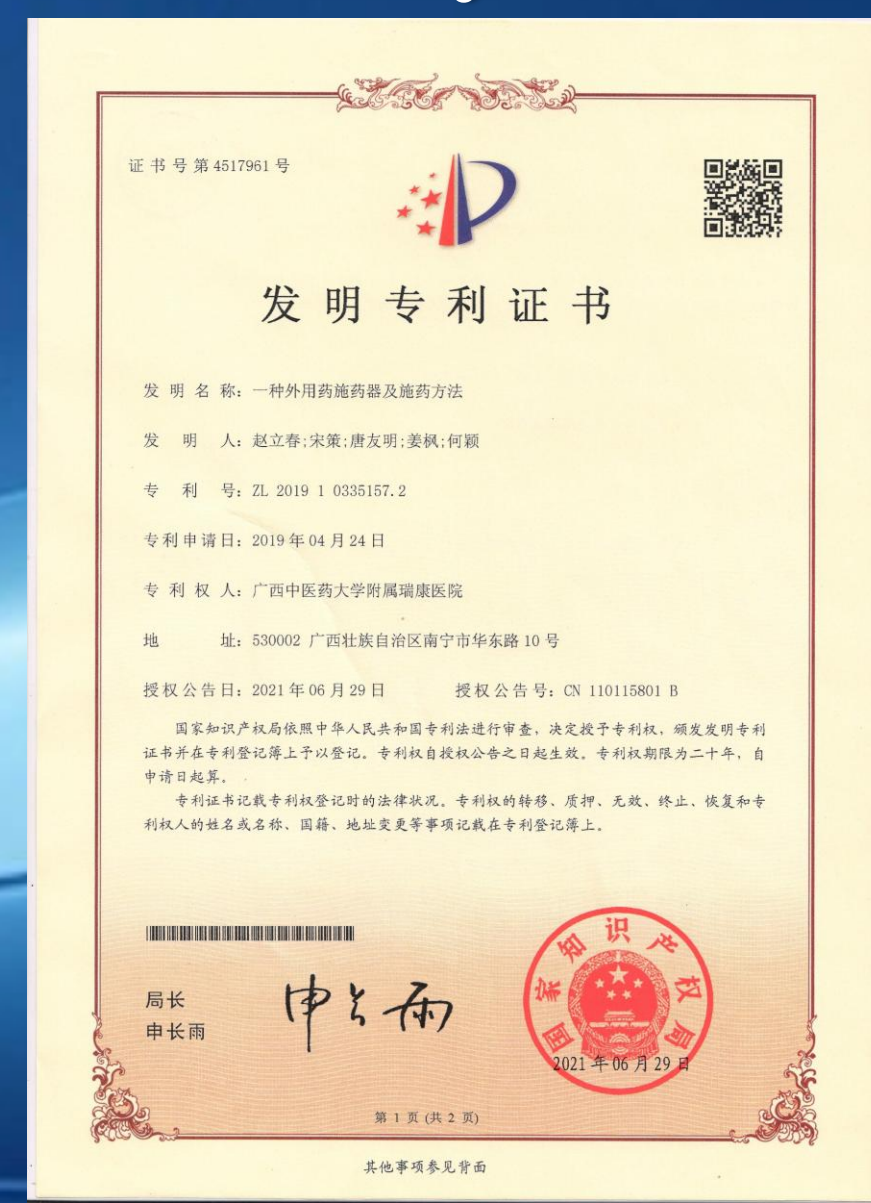 证书号第4517961号
发明专利证书
发明名称：一种外用药施药器及施药方法
发明人：赵立春;宋策;唐友明;姜枫;何颖
专利号：ZL 2019 1 0335157.2
专利申请日：2019年04月24日
专利权人：广西中医药大学附属瑞康医院
地址：530002 广西壮族自治区南宁市华东路10号
授权公告日：2021年06月29日 授权公告号：CN 110115801 B
国家知识产权局依照中华人民共和国专利法进行审查，决定授予专利权，颁发发明专利
证书并在专利登记簿上予以登记。专利权自授权公告之日起生效。专利权期限为二十年，自
申请日起算。
专利证书记载专利权登记时的法律状况。专利权的转移、质押、无效、终止、恢复和专
利权人的姓名或名称、国籍、地址变更等事项记载在专利登记簿上。
局长
申长雨
申长雨
国家知识产权局
2021年06月29日
第 1 页 (共 2 页)
其他事项参见背面